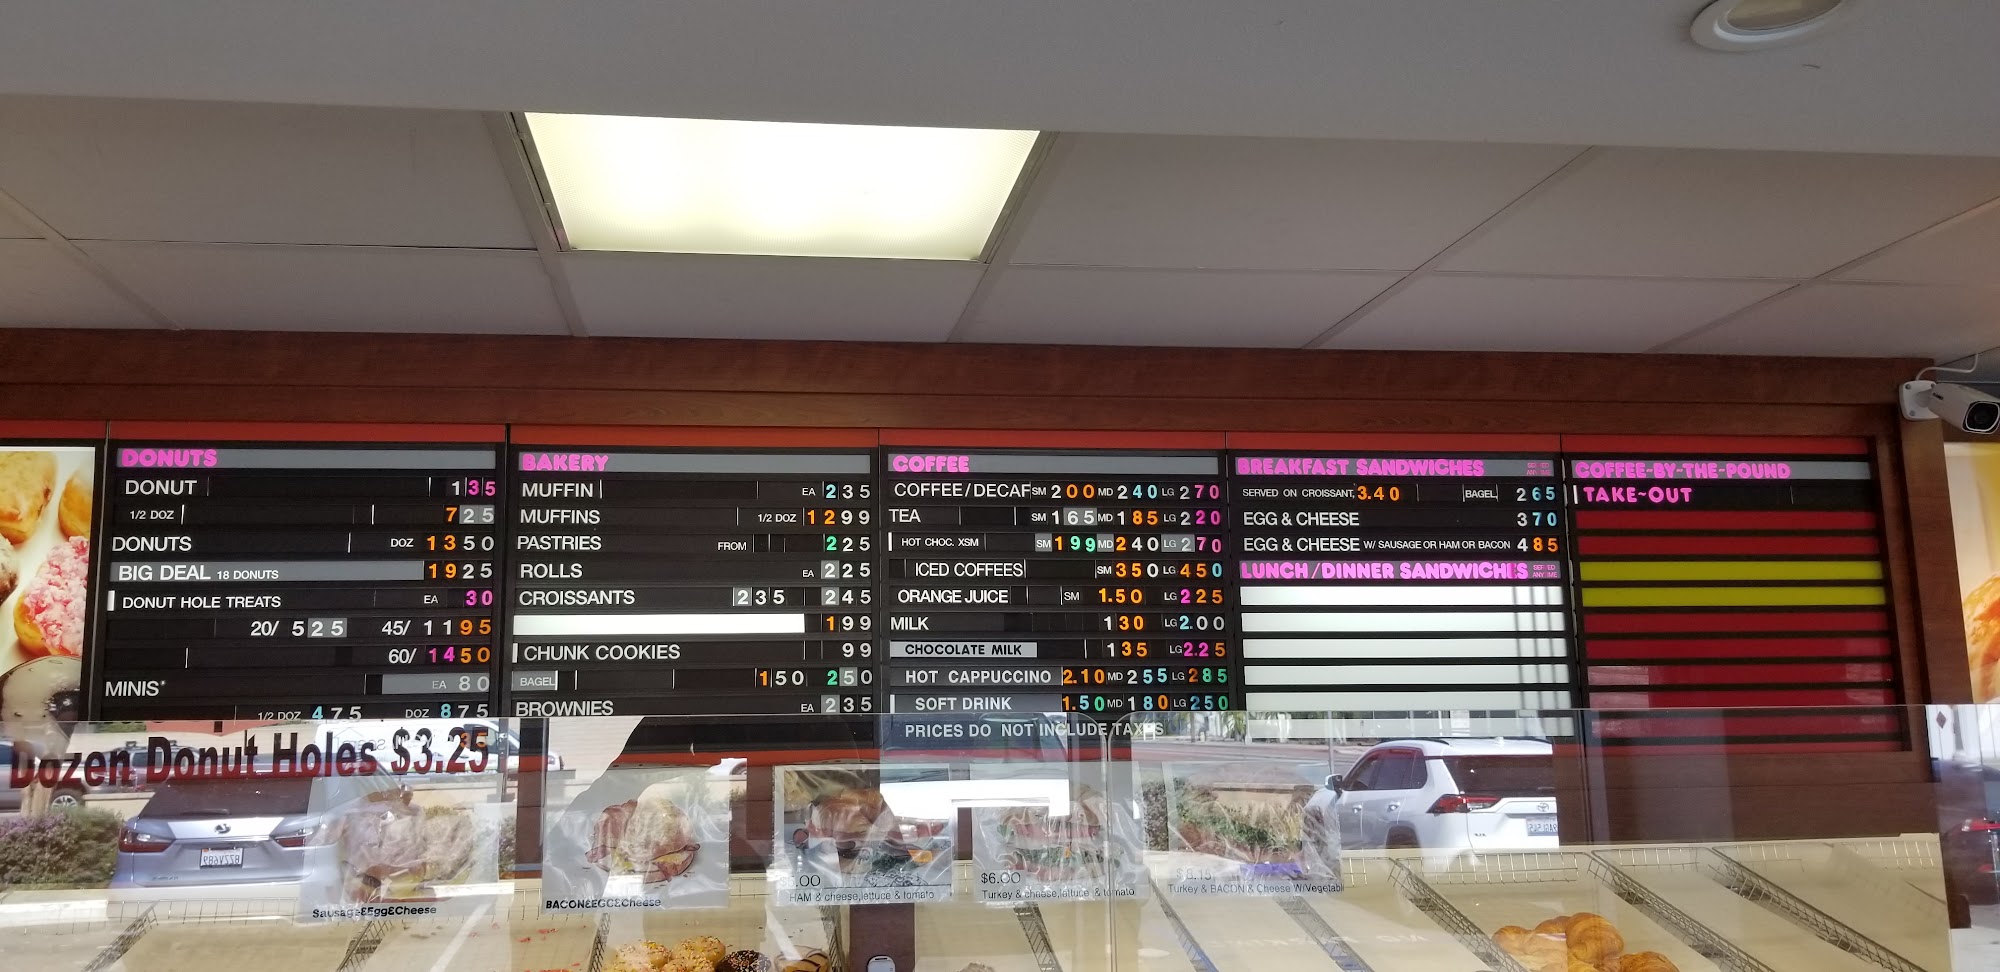 DONUTS
DONUT 1 35
1/2 DOZ 7 25
DONUTS DOZ 13 50
BIG DEAL 18 DONUTS 19 25
DONUT HOLE TREATS EA 30
20/ 5 25 45/ 11 95
60/ 14 50
MINIS* EA 80
1/2 DOZ 4 75 DOZ 8 75
BAKERY
MUFFIN EA 2 35
MUFFINS 1/2 DOZ 12 99
PASTRIES FROM 2 25
ROLLS EA 2 25
CROISSANTS 2 35 2 45
1 99
CHUNK COOKIES 99
BAGEL 1 50 2 50
BROWNIES EA 2 35
COFFEE
COFFEE/DECAF SM 2 00 MD 2 40 LG 2 70
TEA SM 1 65 MD 1 85 LG 2 20
HOT CHOC. XSM SM 1 99 MD 2 40 LG 2 70
ICED COFFEES SM 3 50 LG 4 50
ORANGE JUICE SM 1.50 LG 2 25
MILK 1 30 LG 2.00
CHOCOLATE MILK 1 35 LG 2.25
HOT CAPPUCCINO 2.10 MD 2 55 LG 2 85
SOFT DRINK 1.50 MD 1 80 LG 2 50
PRICES DO NOT INCLUDE TAXES
BREAKFAST SANDWICHES
SERVED ON CROISSANT, 3.40 BAGEL, 2 65
EGG & CHEESE 3 70
EGG & CHEESE W/ SAUSAGE OR HAM OR BACON 4 85
LUNCH/DINNER SANDWICHES
COFFEE-BY-THE-POUND
TAKE-OUT
Dozen Donut Holes $3.25
Sausage&Egg&Cheese
BACON&EGG&Cheese
.00
HAM & cheese,lettuce & tomato
$6.00
Turkey & cheese,lettuce & tomato
Turkey & BACON & Cheese W/Vegetabl